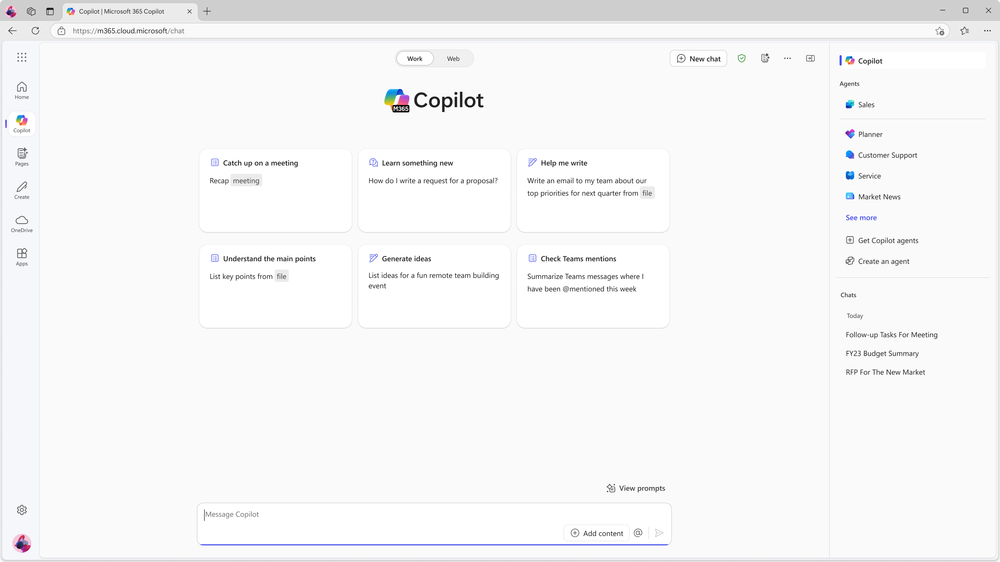 Copilot | Microsoft 365 Copilot
https://m365.cloud.microsoft/chat
Home
Copilot
Pages
Create
OneDrive
Apps
Work
Web
New chat
M365
Copilot
Catch up on a meeting
Recap meeting
Learn something new
How do I write a request for a proposal?
Help me write
Write an email to my team about our
top priorities for next quarter from file
Understand the main points
List key points from file
Generate ideas
List ideas for a fun remote team building
event
Check Teams mentions
Summarize Teams messages where I
have been @mentioned this week
View prompts
Message Copilot
Add content
Copilot
Agents
Sales
Planner
Customer Support
Service
Market News
See more
Get Copilot agents
Create an agent
Chats
Today
Follow-up Tasks For Meeting
FY23 Budget Summary
RFP For The New Market